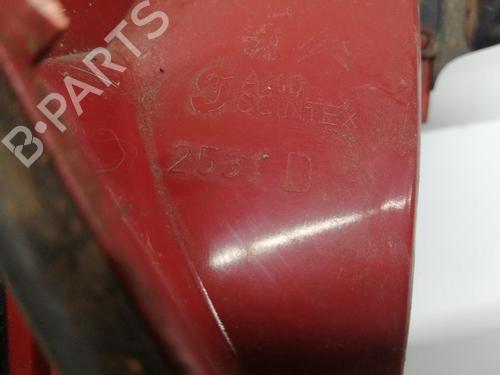 B-PARTS
AXO
SCINTEX
2531 D